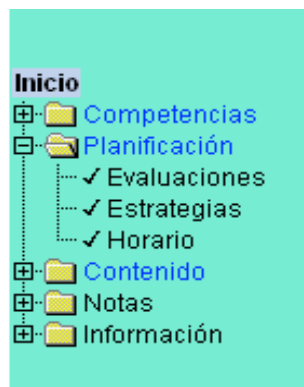 Inicio
Competencias
Planificación
Evaluaciones
Estrategias
Horario
Contenido
Notas
Información